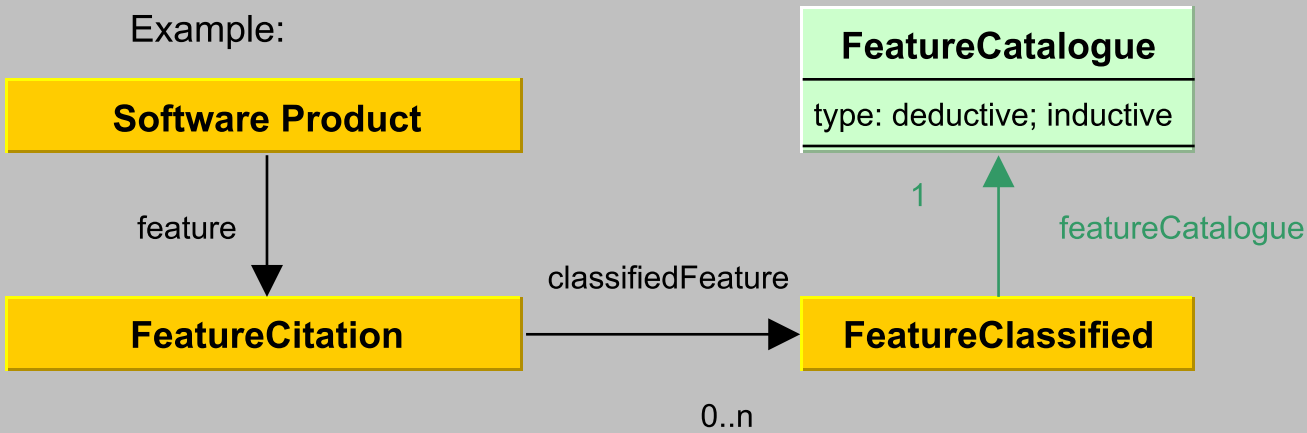 Example:
FeatureCatalogue
type: deductive; inductive
Software Product
1
feature
featureCatalogue
classifiedFeature
FeatureCitation
FeatureClassified
0..n